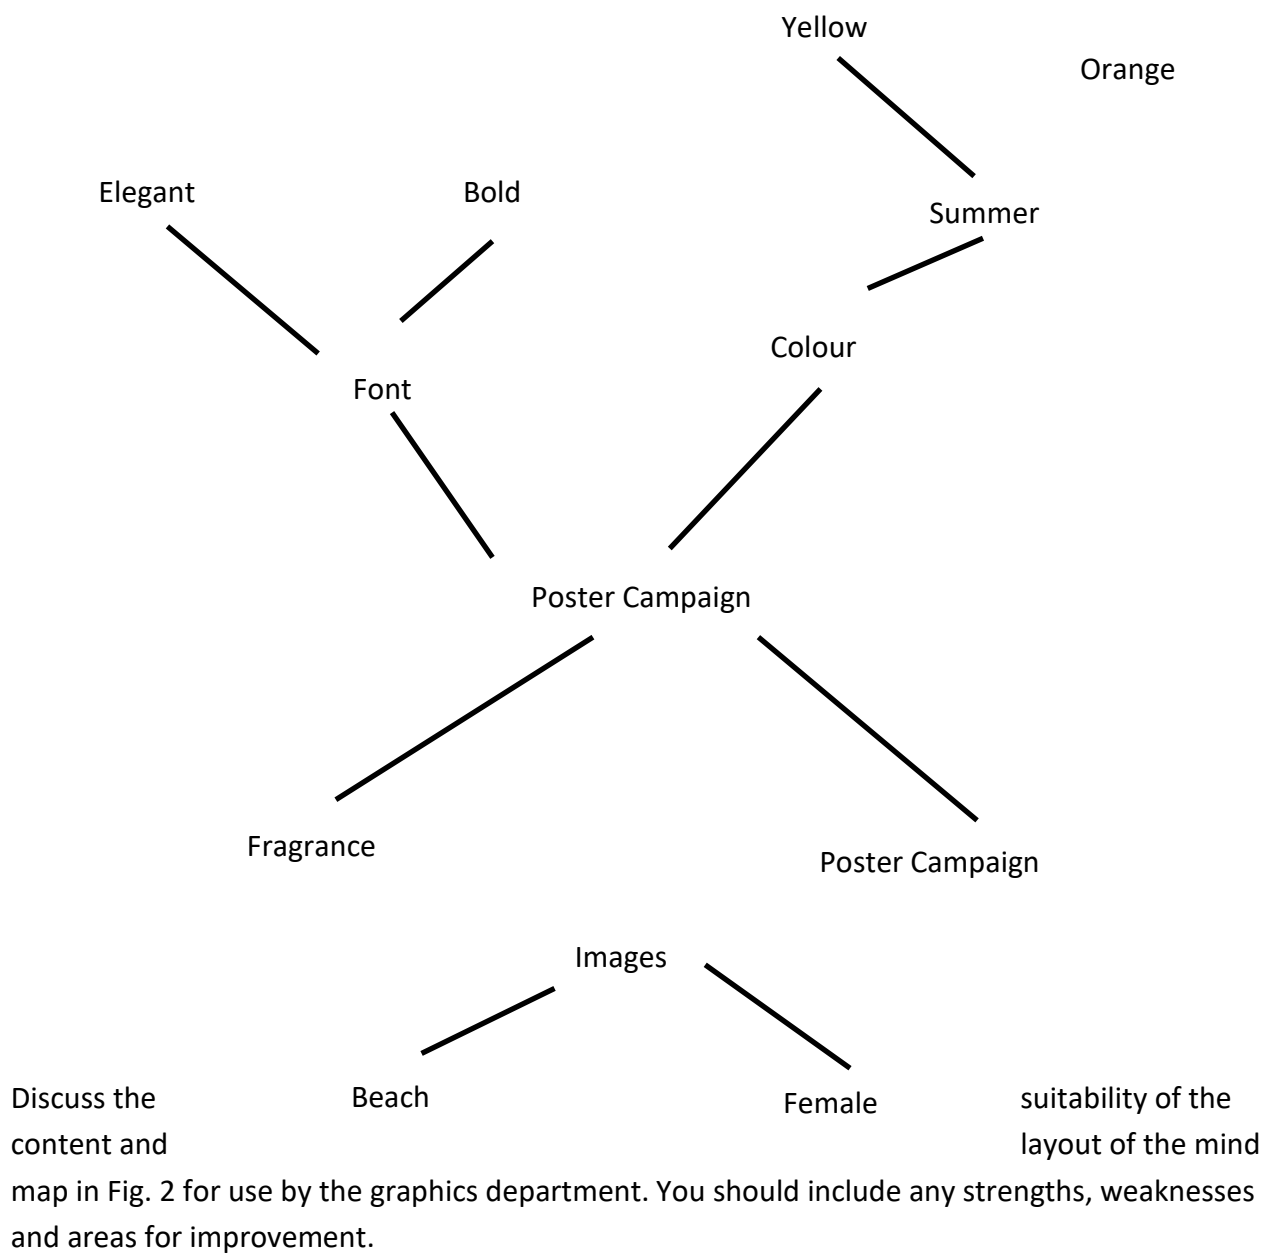 Yellow
Orange
Elegant
Bold
Summer
Colour
Font
Poster Campaign
Fragrance
Poster Campaign
Images
Beach
Female
Discuss the suitability of the
content and layout of the mind
map in Fig. 2 for use by the graphics department. You should include any strengths, weaknesses
and areas for improvement.